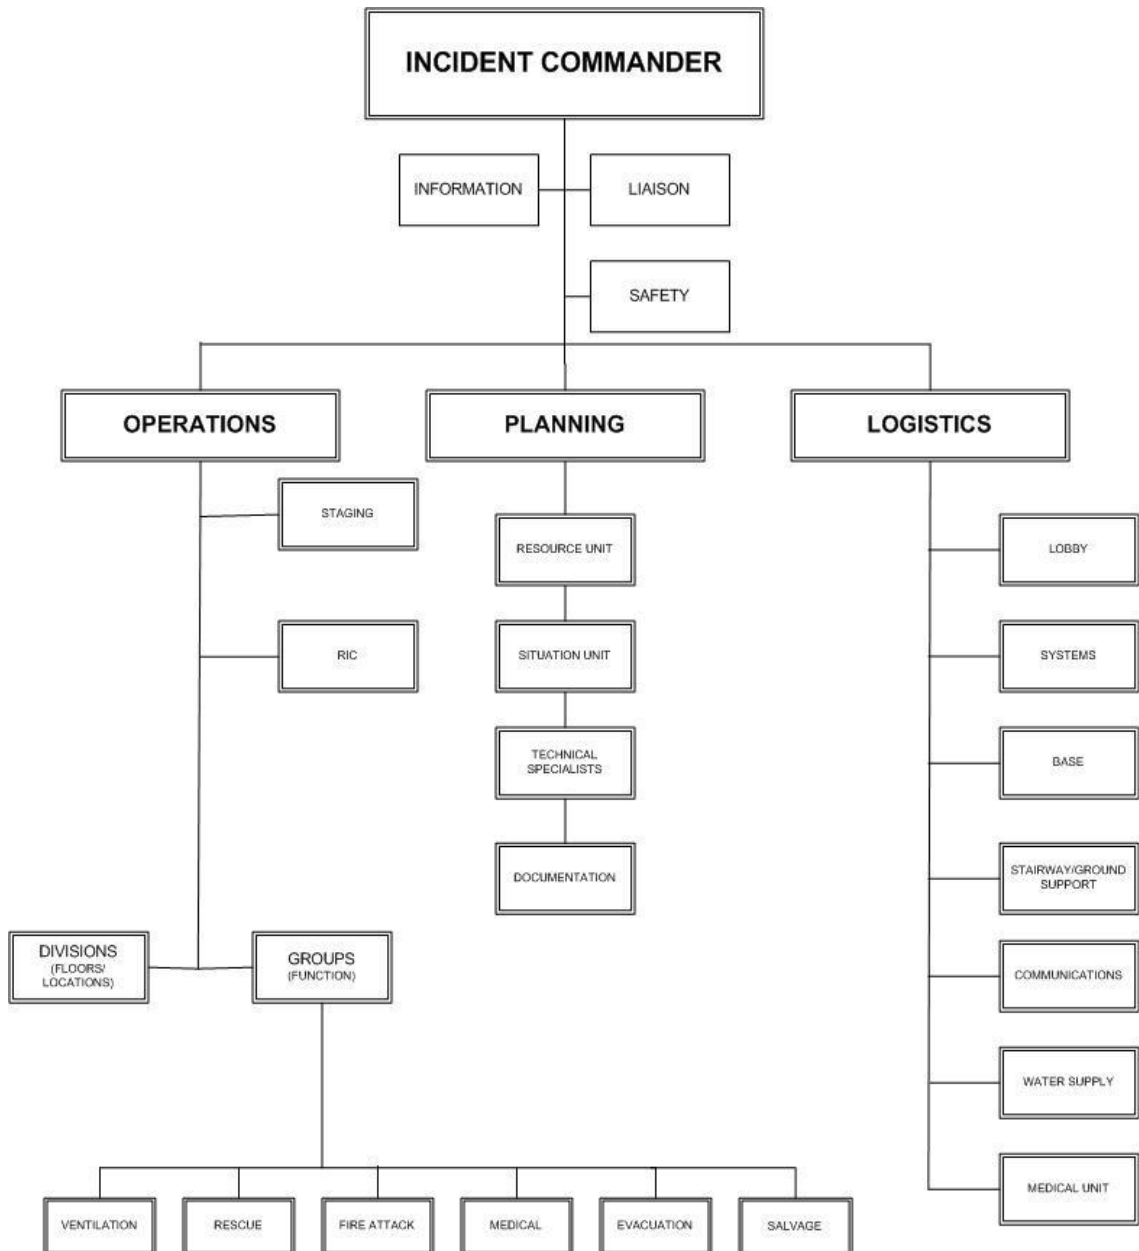 INCIDENT COMMANDER
INFORMATION
LIAISON
SAFETY
OPERATIONS
PLANNING
LOGISTICS
STAGING
RESOURCE UNIT
LOBBY
RIC
SITUATION UNIT
SYSTEMS
TECHNICAL
SPECIALISTS
BASE
DOCUMENTATION
STAIRWAY/GROUND
SUPPORT
DIVISIONS
(FLOORS/
LOCATIONS)
GROUPS
(FUNCTION)
COMMUNICATIONS
WATER SUPPLY
MEDICAL UNIT
VENTILATION
RESCUE
FIRE ATTACK
MEDICAL
EVACUATION
SALVAGE